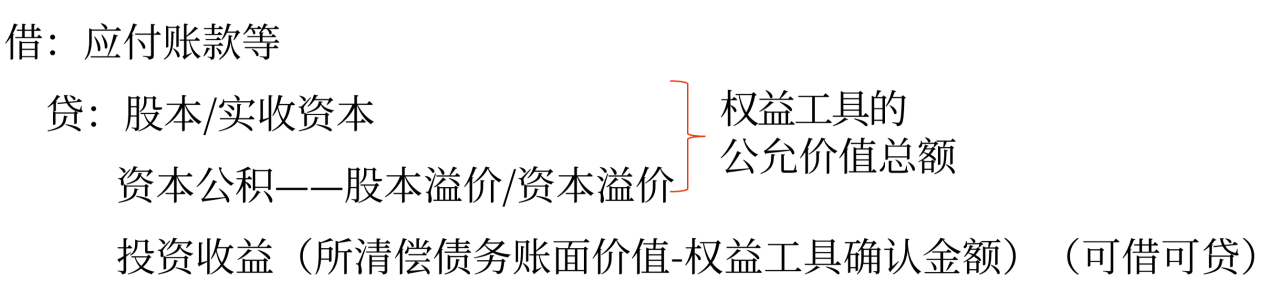 借：应付账款等
贷：股本/实收资本
资本公积——股本溢价/资本溢价
权益工具的
公允价值总额
投资收益（所清偿债务账面价值-权益工具确认金额）（可借可贷）